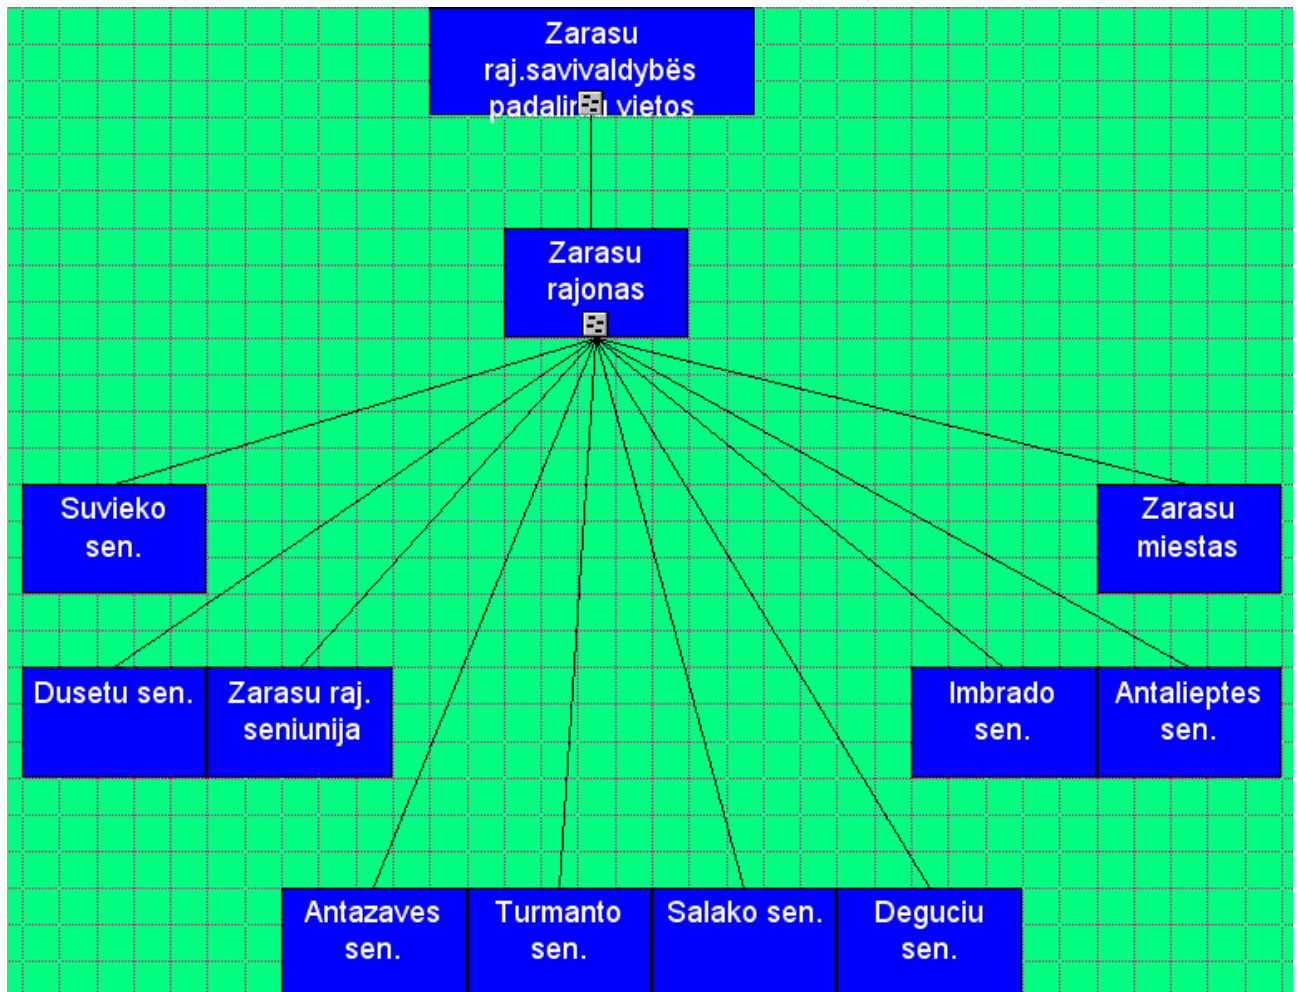 Zarasu
raj.savivaldybės
vietos
Zarasu
rajonas
Suvieko
sen.
Zarasu
miestas
Dusetu sen.
Zarasu raj.
seniunija
Imbrado
sen.
Antalieptes
sen.
Antazaves
sen.
Turmanto
sen.
Salako sen.
Deguciu
sen.